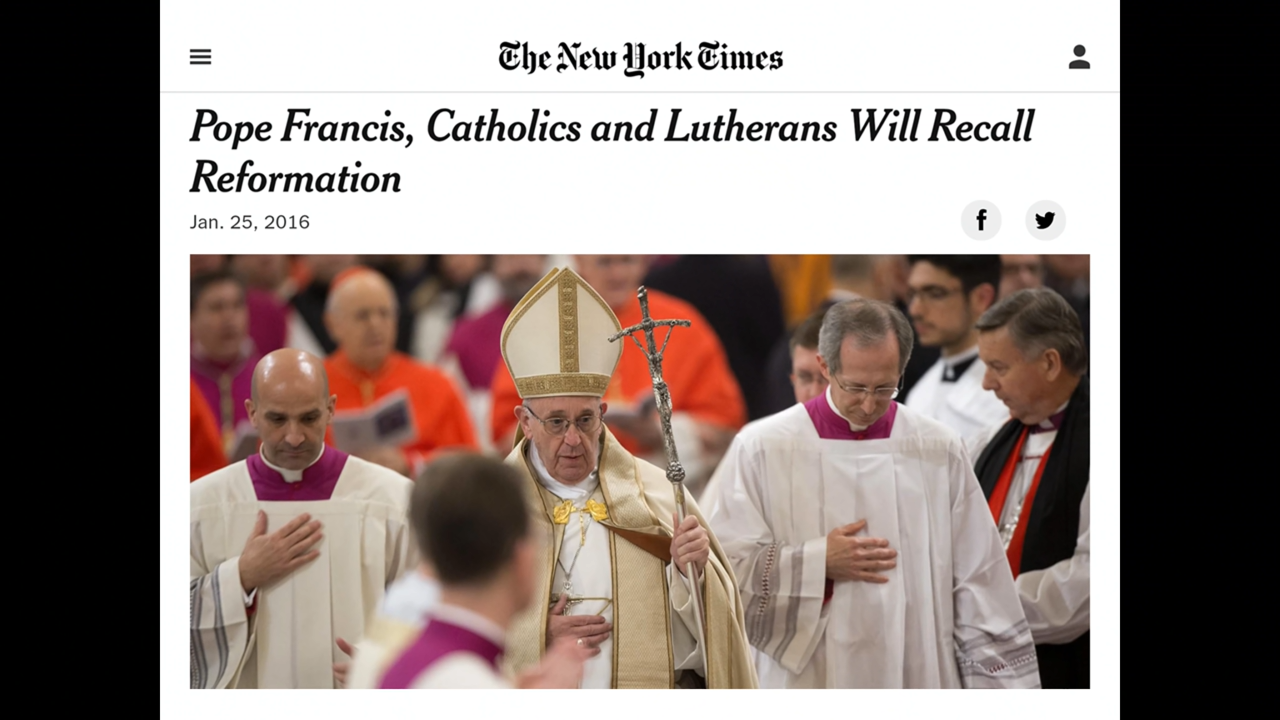 The New York Times
Pope Francis, Catholics and Lutherans Will Recall
Reformation
Jan. 25, 2016